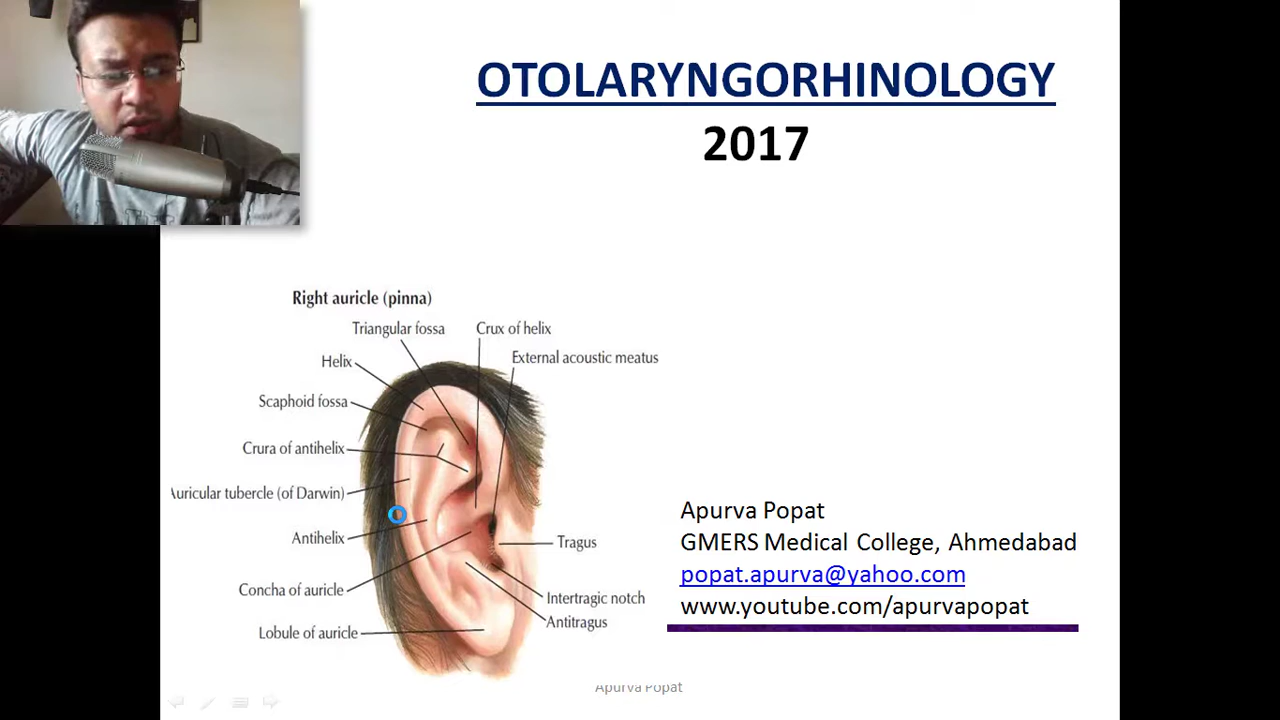 OTOLARYNGORHINOLOGY
2017
Right auricle (pinna)
Triangular fossa
Crux of helix
Helix
External acoustic meatus
Scaphoid fossa
Crura of antihelix
Auricular tubercle (of Darwin)
Antihelix
Tragus
Concha of auricle
Intertragic notch
Antitragus
Lobule of auricle
Apurva Popat
GMERS Medical College, Ahmedabad
popat.apurva@yahoo.com
www.youtube.com/apurvapopat
Apurva Popat